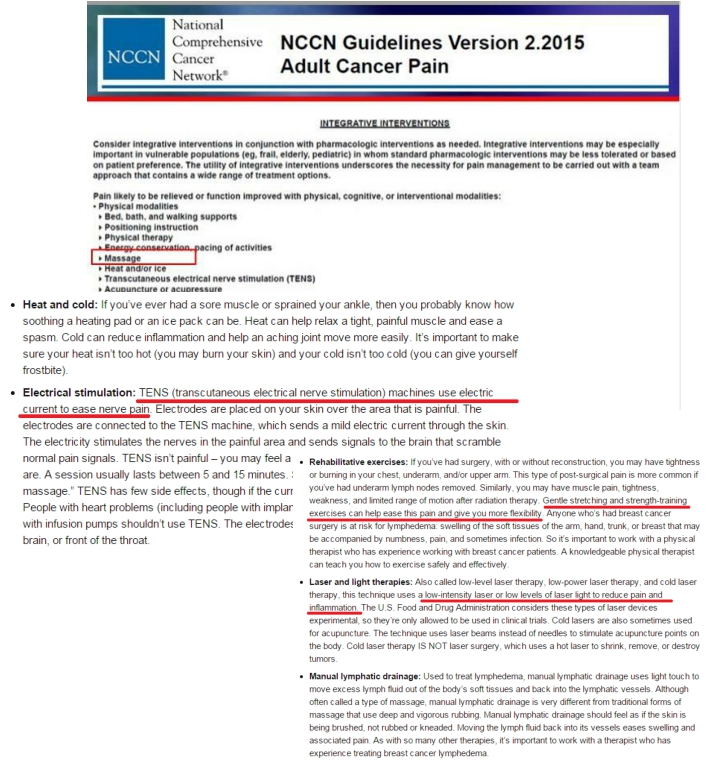 National
Comprehensive
NCCN Cancer
Network®
NCCN Guidelines Version 2.2015
Adult Cancer Pain
INTEGRATIVE INTERVENTIONS
Consider integrative interventions in conjunction with pharmacologic interventions as needed. Integrative interventions may be especially
important in vulnerable populations (eg, frail, elderly, pediatric) in whom standard pharmacologic interventions may be less tolerated or based
on patient preference. The utility of integrative interventions underscores the necessity for pain management to be carried out with a team
approach that contains a wide range of treatment options.
Pain likely to be relieved or function improved with physical, cognitive, or interventional modalities:
• Physical modalities
▸ Bed, bath, and walking supports
▸ Positioning instruction
▸ Physical therapy
▸ Energy conservation, pacing of activities
▸ Massage
▸ Heat and/or ice
▸ Transcutaneous electrical nerve stimulation (TENS)
▸ Acupuncture or acupressure
• Heat and cold: If you've ever had a sore muscle or sprained your ankle, then you probably know how
soothing a heating pad or an ice pack can be. Heat can help relax a tight, painful muscle and ease a
spasm. Cold can reduce inflammation and help an aching joint move more easily. It's important to make
sure your heat isn't too hot (you may burn your skin) and your cold isn't too cold (you can give yourself
frostbite).
• Electrical stimulation: TENS (transcutaneous electrical nerve stimulation) machines use electric
current to ease nerve pain. Electrodes are placed on your skin over the area that is painful. The
electrodes are connected to the TENS machine, which sends a mild electric current through the skin.
The electricity stimulates the nerves in the painful area and sends signals to the brain that scramble
normal pain signals. TENS isn't painful – you may feel a
are. A session usually lasts between 5 and 15 minutes.
massage." TENS has few side effects, though if the curr
People with heart problems (including people with implan
with infusion pumps shouldn't use TENS. The electrodes
brain, or front of the throat.
• Rehabilitative exercises: If you've had surgery, with or without reconstruction, you may have tightness
or burning in your chest, underarm, and/or upper arm. This type of post-surgical pain is more common if
you've had underarm lymph nodes removed. Similarly, you may have muscle pain, tightness,
weakness, and limited range of motion after radiation therapy. Gentle stretching and strength-training
exercises can help ease this pain and give you more flexibility. Anyone who's had breast cancer
surgery is at risk for lymphedema: swelling of the soft tissues of the arm, hand, trunk, or breast that may
be accompanied by numbness, pain, and sometimes infection. So it's important to work with a physical
therapist who has experience working with breast cancer patients. A knowledgeable physical therapist
can teach you how to exercise safely and effectively.
• Laser and light therapies: Also called low-level laser therapy, low-power laser therapy, and cold laser
therapy, this technique uses a low-intensity laser or low levels of laser light to reduce pain and
inflammation. The U.S. Food and Drug Administration considers these types of laser devices
experimental, so they're only allowed to be used in clinical trials. Cold lasers are also sometimes used
for acupuncture. The technique uses laser beams instead of needles to stimulate acupuncture points on
the body. Cold laser therapy IS NOT laser surgery, which uses a hot laser to shrink, remove, or destroy
tumors.
• Manual lymphatic drainage: Used to treat lymphedema, manual lymphatic drainage uses light touch to
move excess lymph fluid out of the body's soft tissues and back into the lymphatic vessels. Although
often called a type of massage, manual lymphatic drainage is very different from traditional forms of
massage that use deep and vigorous rubbing. Manual lymphatic drainage should feel as if the skin is
being brushed, not rubbed or kneaded. Moving the lymph fluid back into its vessels eases swelling and
associated pain. As with so many other therapies, it's important to work with a therapist who has
experience treating breast cancer lymphedema.